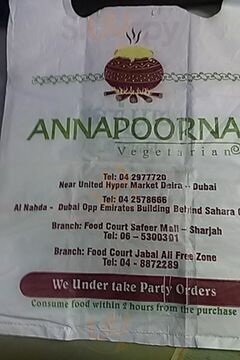 ANNAPOORNA
Vegetarian
Tel: 04 2977720
Near United Hyper Market Deira - Dubai
Tel: 04 2578666
Al Nahda - Dubai Opp Emirates Building Behind Sahara
Branch: Food Court Safeer Mall - Sharjah
Tel: 06 - 5300301
Branch: Food Court Jabal Ali Free Zone
Tel: 04 - 8872289
We Under take Party Orders
Consume food within 2 hours from the purchase